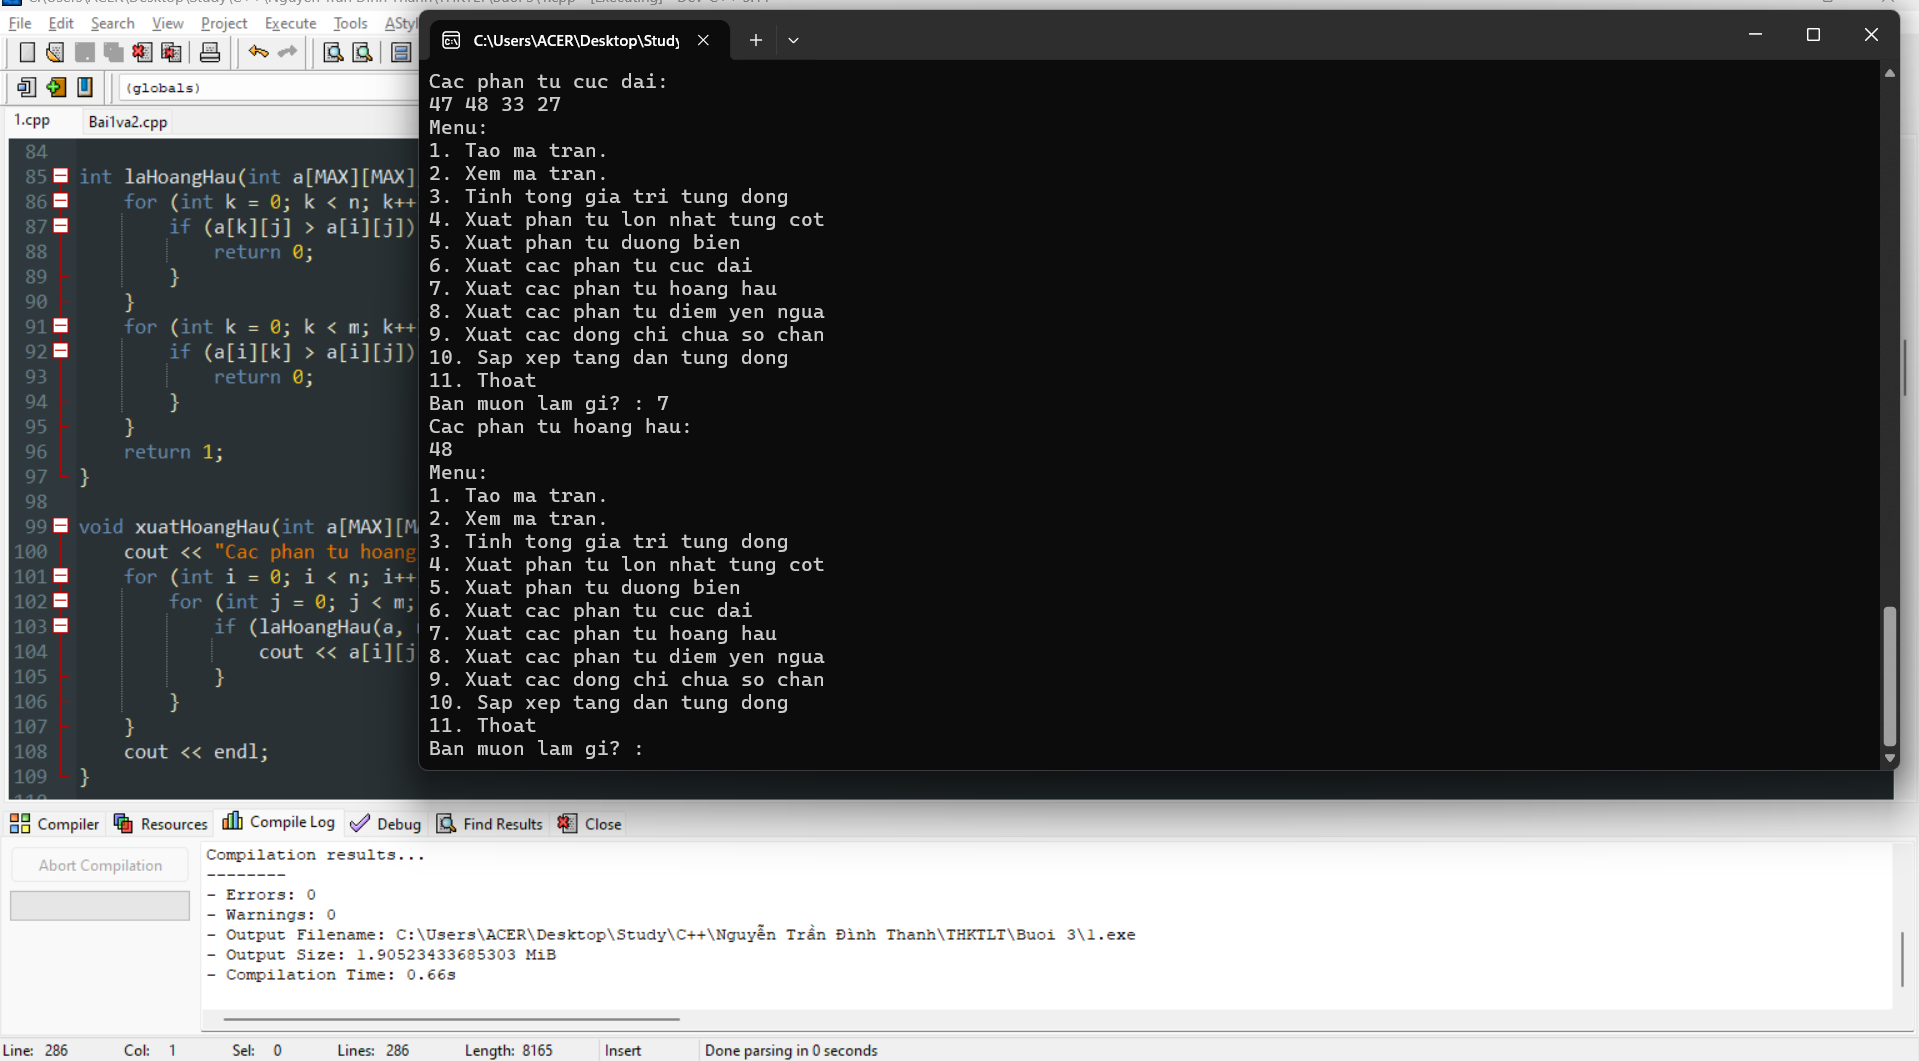 File Edit Search View Project Execute Tools AStyl
(globals)
1.cpp Bai1va2.cpp
84
85 int laHoangHau(int a[MAX][MAX]
86 for (int k = 0; k < n; k++
87 if (a[k][j] > a[i][j])
88 return 0;
89 }
90 }
91 for (int k = 0; k < m; k++
92 if (a[i][k] > a[i][j])
93 return 0;
94 }
95 }
96 return 1;
97 }
98
99 void xuatHoangHau(int a[MAX][M
100 cout << "Cac phan tu hoang
101 for (int i = 0; i < n; i++
102 for (int j = 0; j < m;
103 if (laHoangHau(a,
104 cout << a[i][j
105 }
106 }
107 }
108 cout << endl;
109 }
C:\Users\ACER\Desktop\Study
Cac phan tu cuc dai:
47 48 33 27
Menu:
1. Tao ma tran.
2. Xem ma tran.
3. Tinh tong gia tri tung dong
4. Xuat phan tu lon nhat tung cot
5. Xuat phan tu duong bien
6. Xuat cac phan tu cuc dai
7. Xuat cac phan tu hoang hau
8. Xuat cac phan tu diem yen ngua
9. Xuat cac dong chi chua so chan
10. Sap xep tang dan tung dong
11. Thoat
Ban muon lam gi? : 7
Cac phan tu hoang hau:
48
Menu:
1. Tao ma tran.
2. Xem ma tran.
3. Tinh tong gia tri tung dong
4. Xuat phan tu lon nhat tung cot
5. Xuat phan tu duong bien
6. Xuat cac phan tu cuc dai
7. Xuat cac phan tu hoang hau
8. Xuat cac phan tu diem yen ngua
9. Xuat cac dong chi chua so chan
10. Sap xep tang dan tung dong
11. Thoat
Ban muon lam gi? :
Compiler Resources Compile Log Debug Find Results Close
Abort Compilation
Compilation results...
--------
- Errors: 0
- Warnings: 0
- Output Filename: C:\Users\ACER\Desktop\Study\C++\Nguyễn Trần Đình Thanh\THKTLT\Buoi 3\1.exe
- Output Size: 1.90523433685303 MiB
- Compilation Time: 0.66s
Line: 286 Col: 1 Sel: 0 Lines: 286 Length: 8165 Insert Done parsing in 0 seconds